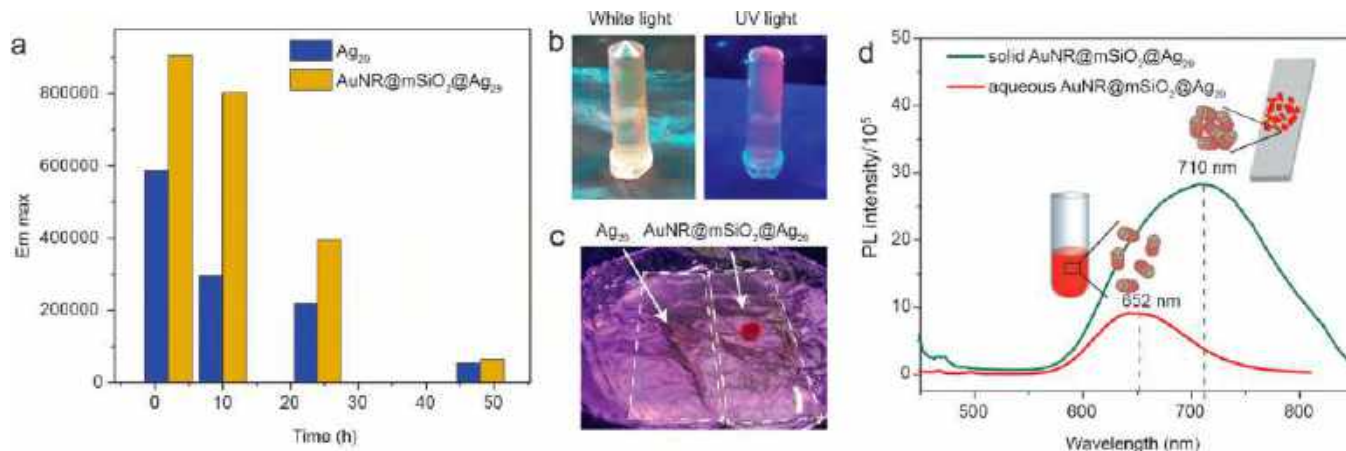 a
Em max
800000
600000
400000
200000
0
0
10
20
30
40
50
Time (h)
Ag₂₉
AuNR@mSiO₂@Ag₂₉
b
White light
UV light
c
Ag₂₉
AuNR@mSiO₂@Ag₂₉
d
solid AuNR@mSiO₂@Ag₂₉
aqueous AuNR@mSiO₂@Ag₂₉
PL intensity/10⁵
50
40
30
20
10
0
710 nm
652 nm
500
600
700
800
Wavelength (nm)